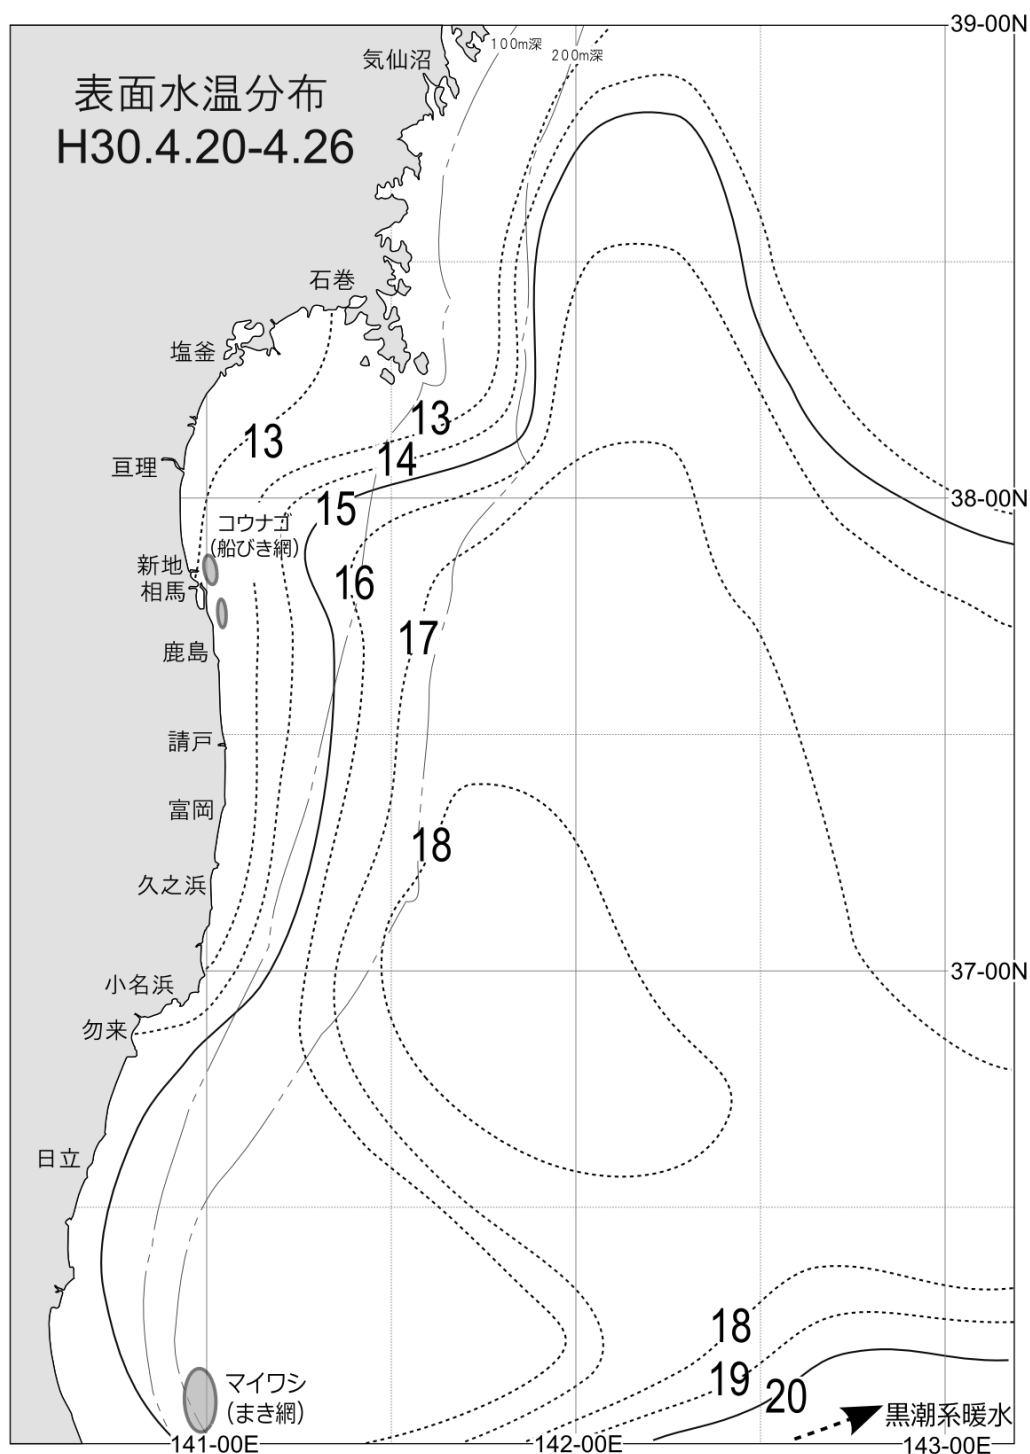 39-00N
100m深
200m深
気仙沼
表面水温分布
H30.4.20-4.26
石巻
塩釜
13
13
14
亘理
15
38-00N
コウナゴ
(船びき網)
新地
相馬
16
17
鹿島
請戸
富岡
18
久之浜
37-00N
小名浜
勿来
日立
18
19
20
マイワシ
(まき網)
黒潮系暖水
141-00E
142-00E
143-00E